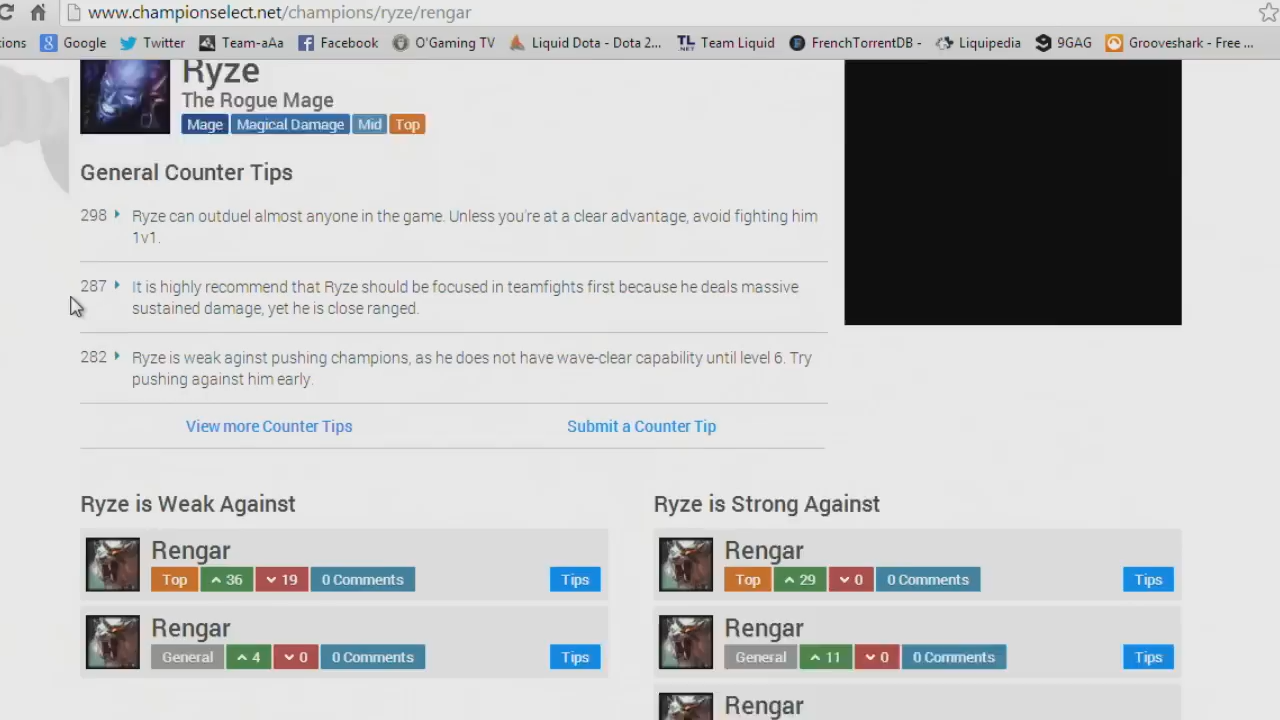 www.championselect.net/champions/ryze/rengar
ions Google Twitter Team-aAa Facebook O'Gaming TV Liquid Dota - Dota 2... TL NET Team Liquid FrenchTorrentDB - Liquipedia 9GAG Grooveshark - Free ...
Ryze
The Rogue Mage
Mage Magical Damage Mid Top
General Counter Tips
298 Ryze can outduel almost anyone in the game. Unless you're at a clear advantage, avoid fighting him
1v1.
287 It is highly recommend that Ryze should be focused in teamfights first because he deals massive
sustained damage, yet he is close ranged.
282 Ryze is weak aginst pushing champions, as he does not have wave-clear capability until level 6. Try
pushing against him early.
View more Counter Tips Submit a Counter Tip
Ryze is Weak Against Ryze is Strong Against
Rengar Rengar
Top 36 19 0 Comments Tips Top 29 0 0 Comments Tips
Rengar Rengar
General 4 0 0 Comments Tips General 11 0 0 Comments Tips
Rengar